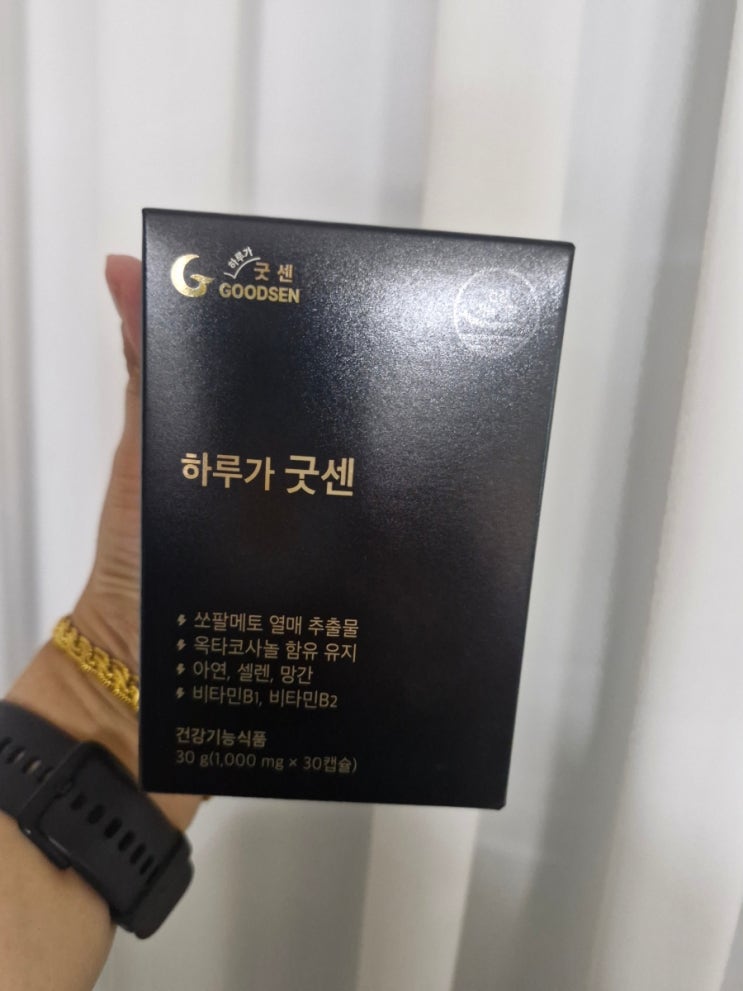 하루가
굿 센
GOODSEN
하루가 굿센
쏘팔메토 열매 추출물
옥타코사놀 함유 유지
아연, 셀렌, 망간
비타민B1, 비타민B2
건강기능식품
30 g(1,000 mg × 30캡슐)